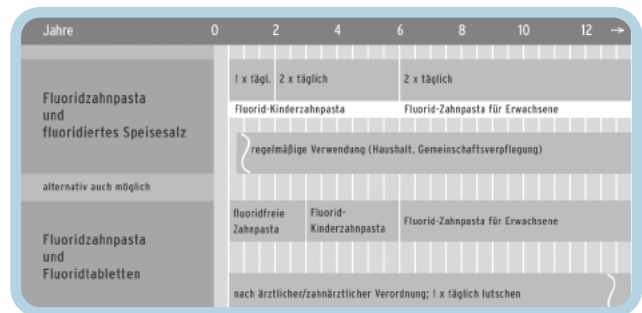 Jahre 0 2 4 6 8 10 12 →
Fluoridzahnpasta
und
fluoridiertes Speisesalz
1 x tägl. 2 x täglich 2 x täglich
Fluorid-Kinderzahnpasta Fluorid-Zahnpasta für Erwachsene
regelmäßige Verwendung (Haushalt, Gemeinschaftsverpflegung)
alternativ auch möglich
Fluoridzahnpasta
und
Fluoridtabletten
fluoridfreie
Zahnpasta
Fluorid-
Kinderzahnpasta
Fluorid-Zahnpasta für Erwachsene
nach ärztlicher/zahnärztlicher Verordnung; 1 x täglich lutschen